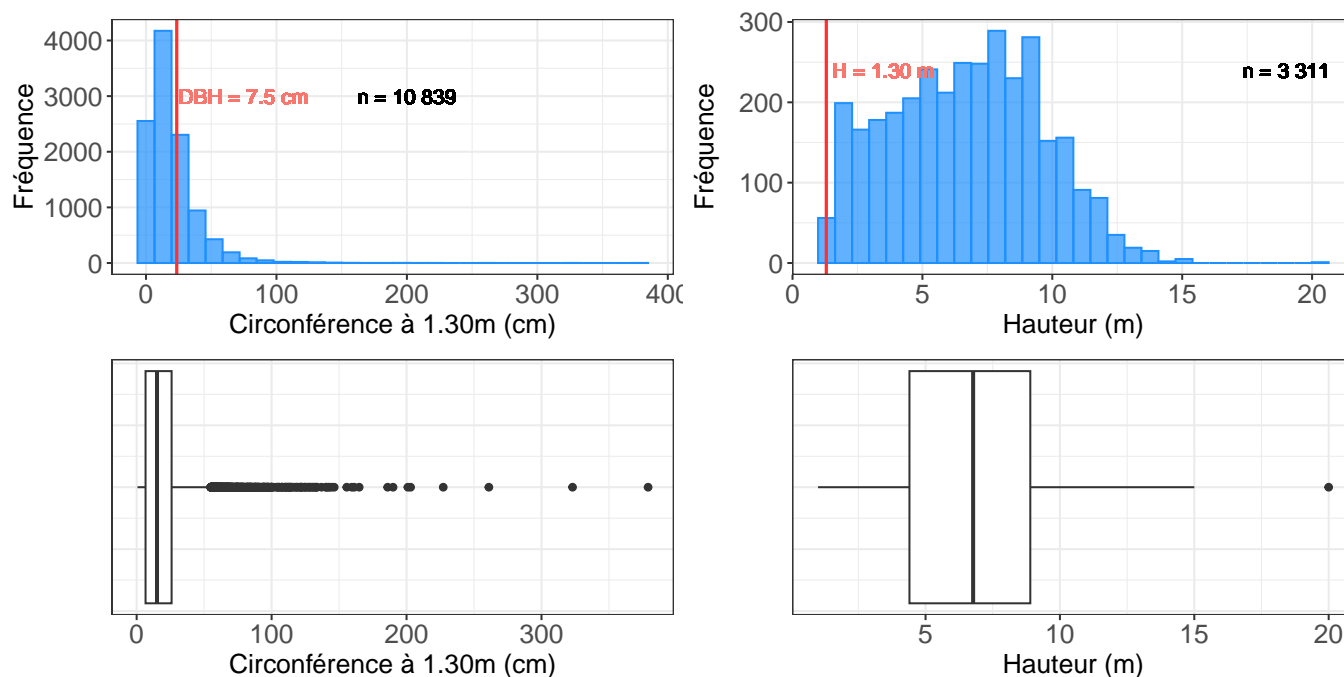 4000
3000
2000
1000
0
Fréquence
DBH = 7.5 cm
n = 10 839
0
100
200
300
400
Circonférence à 1.30m (cm)
300
200
100
0
Fréquence
H = 1.30 m
n = 3 311
0
5
10
15
20
Hauteur (m)
0
100
200
300
Circonférence à 1.30m (cm)
5
10
15
20
Hauteur (m)